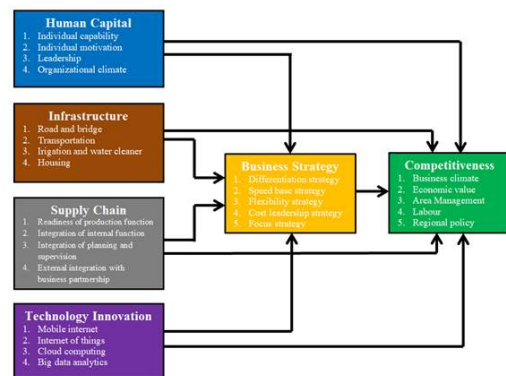 Human Capital
1. Individual capability
2. Individual motivation
3. Leadership
4. Organizational climate
Infrastructure
1. Road and bridge
2. Transportation
3. Irigation and water cleaner
4. Housing
Supply Chain
1. Readiness of production function
2. Integration of internal function
3. Integration of planning and
supervision
4. External integration with
business partnership
Technology Innovation
1. Mobile internet
2. Internet of things
3. Cloud computing
4. Big data analytics
Business Strategy
1. Differentiation strategy
2. Speed base strategy
3. Flexibility strategy
4. Cost leadership strategy
5. Focus strategy
Competitiveness
1. Business climate
2. Economic value
3. Area Management
4. Labour
5. Regional policy